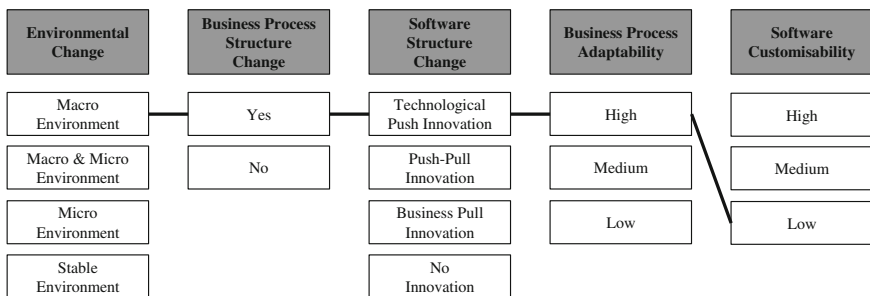 Environmental
Change
Business Process
Structure
Change
Software
Structure
Change
Business Process
Adaptability
Software
Customisability
Macro
Environment
Yes
Technological
Push Innovation
High
High
Macro & Micro
Environment
No
Push-Pull
Innovation
Medium
Medium
Micro
Environment
Business Pull
Innovation
Low
Low
Stable
Environment
No
Innovation